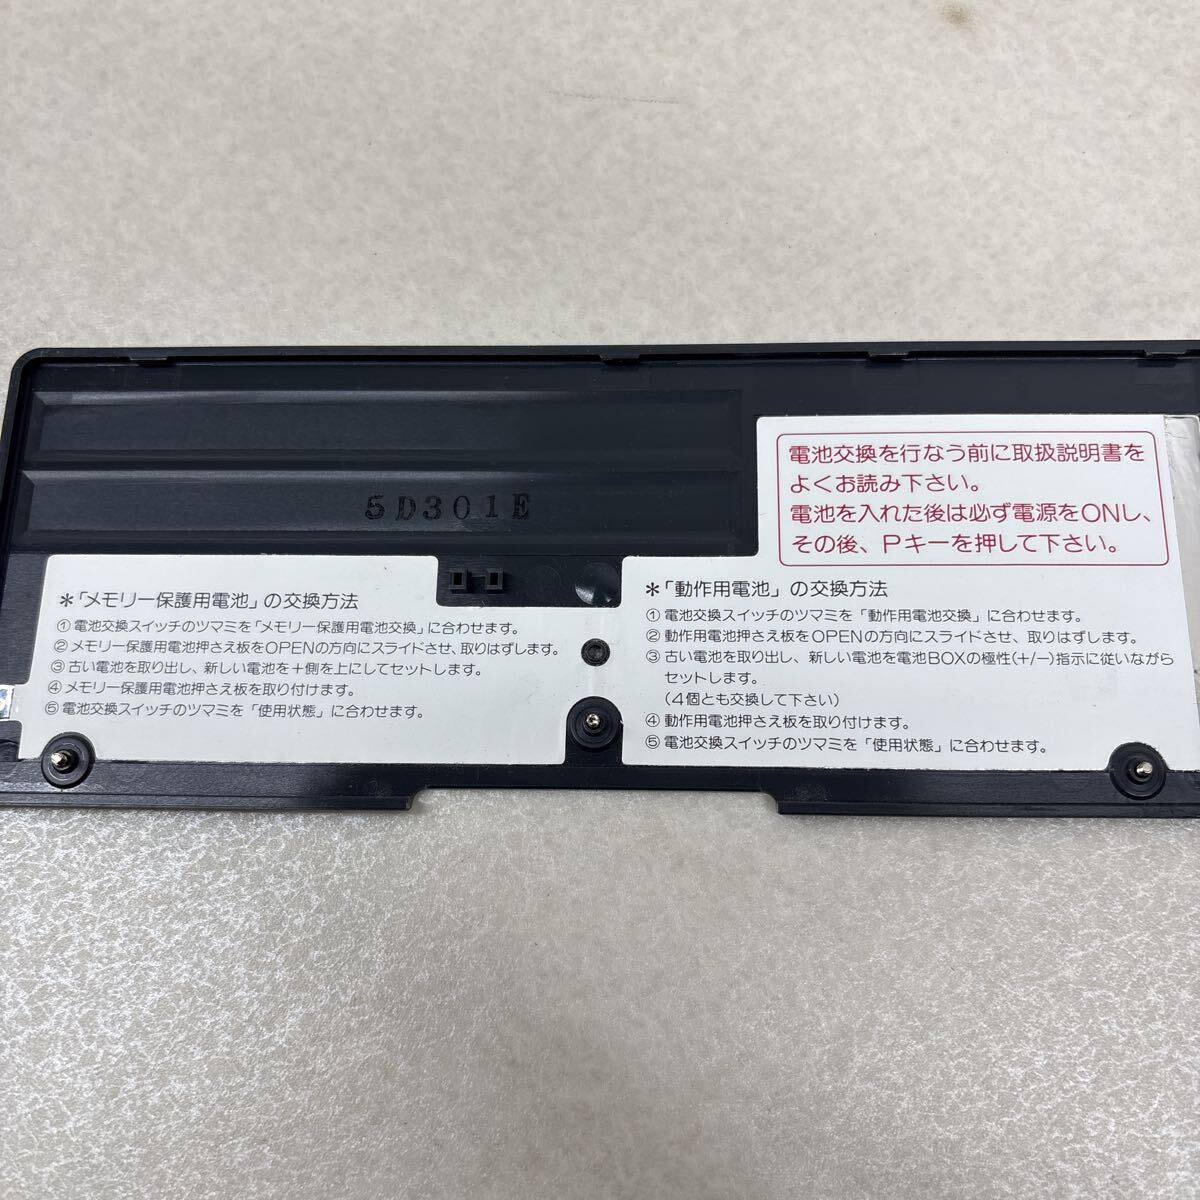 5D301E
電池交換を行なう前に取扱説明書を
よくお読み下さい。
電池を入れた後は必ず電源をONし、
その後、Pキーを押して下さい。
＊「メモリー保護用電池」の交換方法
①電池交換スイッチのツマミを「メモリー保護用電池交換」に合わせます。
②メモリー保護用電池押さえ板をOPENの方向にスライドさせ、取りはずします。
③古い電池を取り出し、新しい電池を＋側を上にしてセットします。
④メモリー保護用電池押さえ板を取り付けます。
⑤電池交換スイッチのツマミを「使用状態」に合わせます。
＊「動作用電池」の交換方法
①電池交換スイッチのツマミを「動作用電池交換」に合わせます。
②動作用電池押さえ板をOPENの方向にスライドさせ、取りはずします。
③古い電池を取り出し、新しい電池を電池BOXの極性(+/−)指示に従いながら
セットします。
(4個とも交換して下さい)
④動作用電池押さえ板を取り付けます。
⑤電池交換スイッチのツマミを「使用状態」に合わせます。